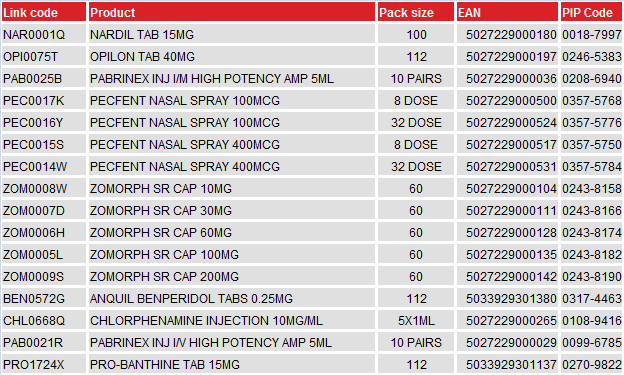 Link code Product Pack size EAN PIP Code
NAR0001Q NARDIL TAB 15MG 100 5027229000180 0018-7997
OPI0075T OPILON TAB 40MG 112 5027229000197 0246-5383
PAB0025B PABRINEX INJ I/M HIGH POTENCY AMP 5ML 10 PAIRS 5027229000036 0208-6940
PEC0017K PECFENT NASAL SPRAY 100MCG 8 DOSE 5027229000500 0357-5768
PEC0016Y PECFENT NASAL SPRAY 100MCG 32 DOSE 5027229000524 0357-5776
PEC0015S PECFENT NASAL SPRAY 400MCG 8 DOSE 5027229000517 0357-5750
PEC0014W PECFENT NASAL SPRAY 400MCG 32 DOSE 5027229000531 0357-5784
ZOM0008W ZOMORPH SR CAP 10MG 60 5027229000104 0243-8158
ZOM0007D ZOMORPH SR CAP 30MG 60 5027229000111 0243-8166
ZOM0006H ZOMORPH SR CAP 60MG 60 5027229000128 0243-8174
ZOM0005L ZOMORPH SR CAP 100MG 60 5027229000135 0243-8182
ZOM0009S ZOMORPH SR CAP 200MG 60 5027229000142 0243-8190
BEN0572G ANQUIL BENPERIDOL TABS 0.25MG 112 5033929301380 0317-4463
CHL0668Q CHLORPHENAMINE INJECTION 10MG/ML 5X1ML 5027229000265 0108-9416
PAB0021R PABRINEX INJ I/V HIGH POTENCY AMP 5ML 10 PAIRS 5027229000029 0099-6785
PRO1724X PRO-BANTHINE TAB 15MG 112 5033929301137 0270-9822